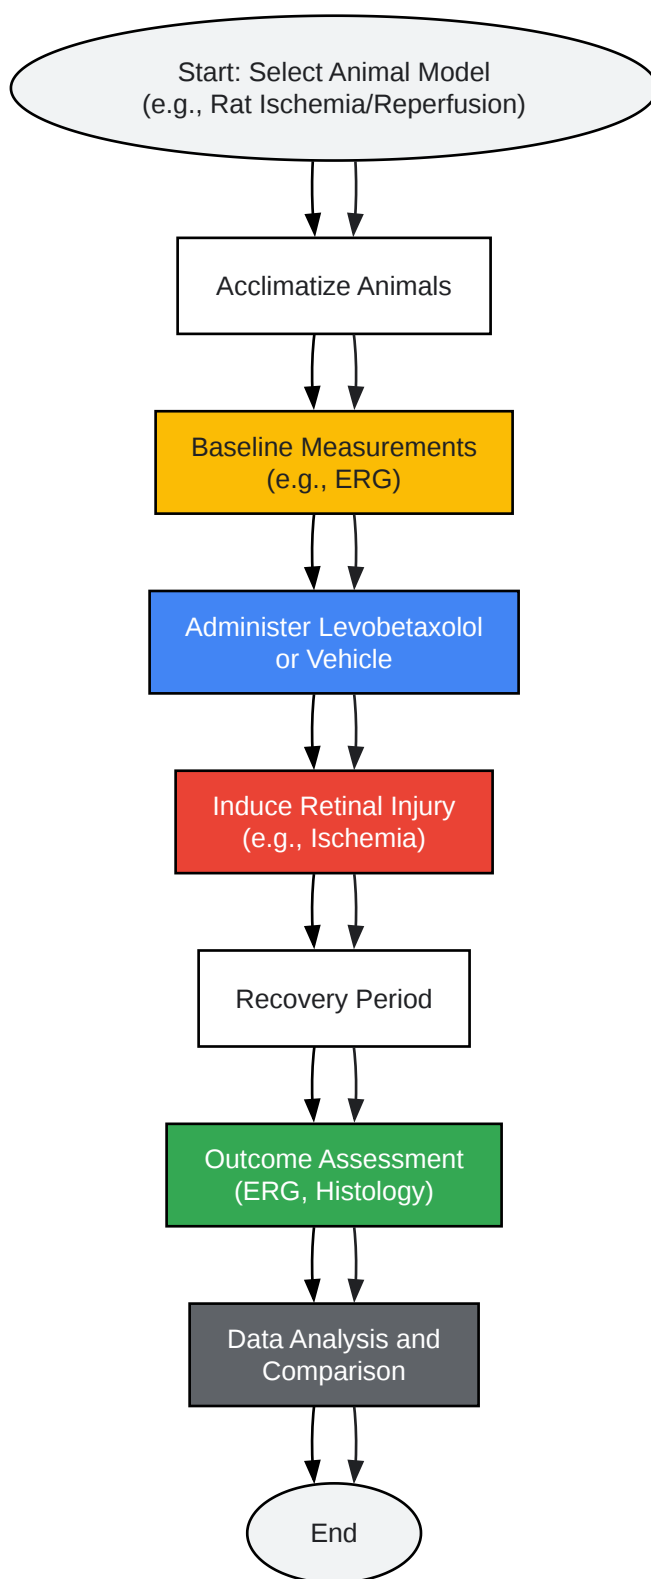 Start: Select Animal Model
(e.g., Rat Ischemia/Reperfusion)
Acclimatize Animals
Baseline Measurements
(e.g., ERG)
Administer Levobetaxolol
or Vehicle
Induce Retinal Injury
(e.g., Ischemia)
Recovery Period
Outcome Assessment
(ERG, Histology)
Data Analysis and
Comparison
End